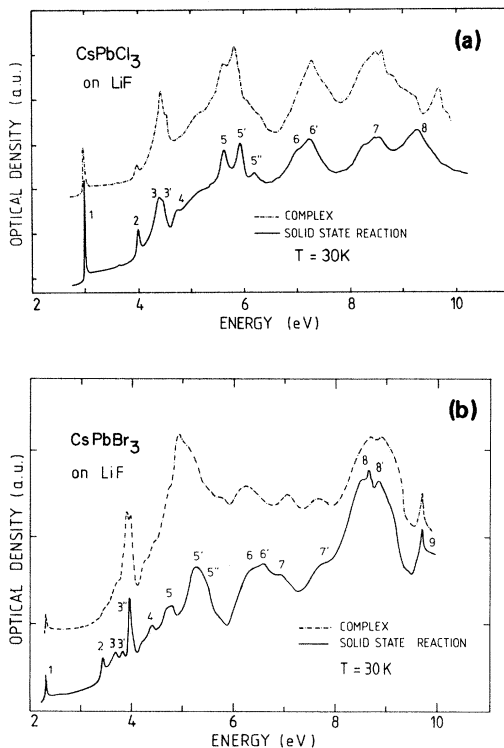 (a)
CsPbCl3
on LiF
OPTICAL DENSITY (a.u.)
1
2
3
3'
4
5
5'
5''
6
6'
7
8
COMPLEX
SOLID STATE REACTION
T = 30K
2 4 6 8 10
ENERGY (eV)
(b)
CsPbBr3
on LiF
OPTICAL DENSITY (a.u.)
1
2
3
3'
3''
4
5
5'
5''
6
6'
7
7'
8
8'
9
COMPLEX
SOLID STATE REACTION
T = 30K
2 4 6 8 10
ENERGY (eV)